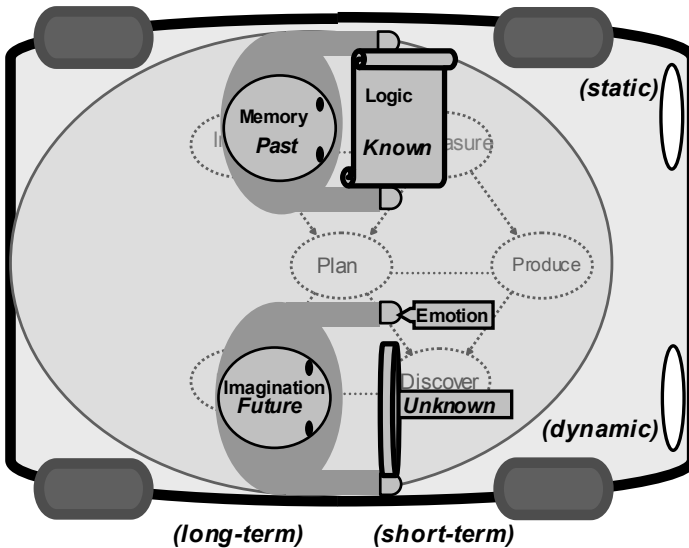 (static)
Memory
Past
Logic
Known
Plan
Produce
Emotion
Imagination
Future
Discover
Unknown
(dynamic)
(long-term)
(short-term)